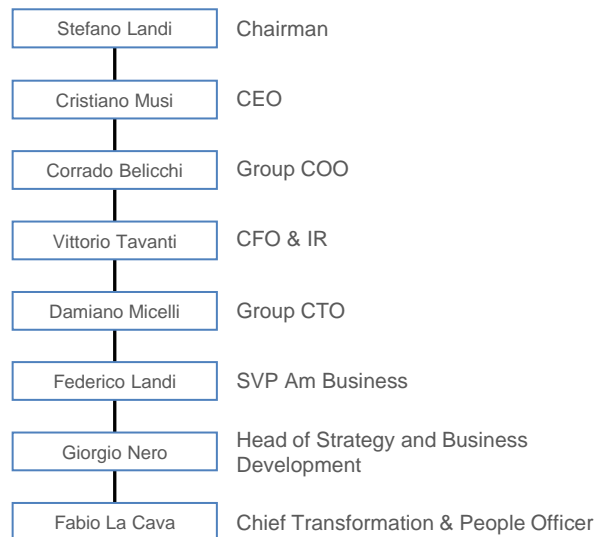 Stefano Landi Chairman
Cristiano Musi CEO
Corrado Belicchi Group COO
Vittorio Tavanti CFO & IR
Damiano Micelli Group CTO
Federico Landi SVP Am Business
Giorgio Nero Head of Strategy and Business
Development
Fabio La Cava Chief Transformation & People Officer